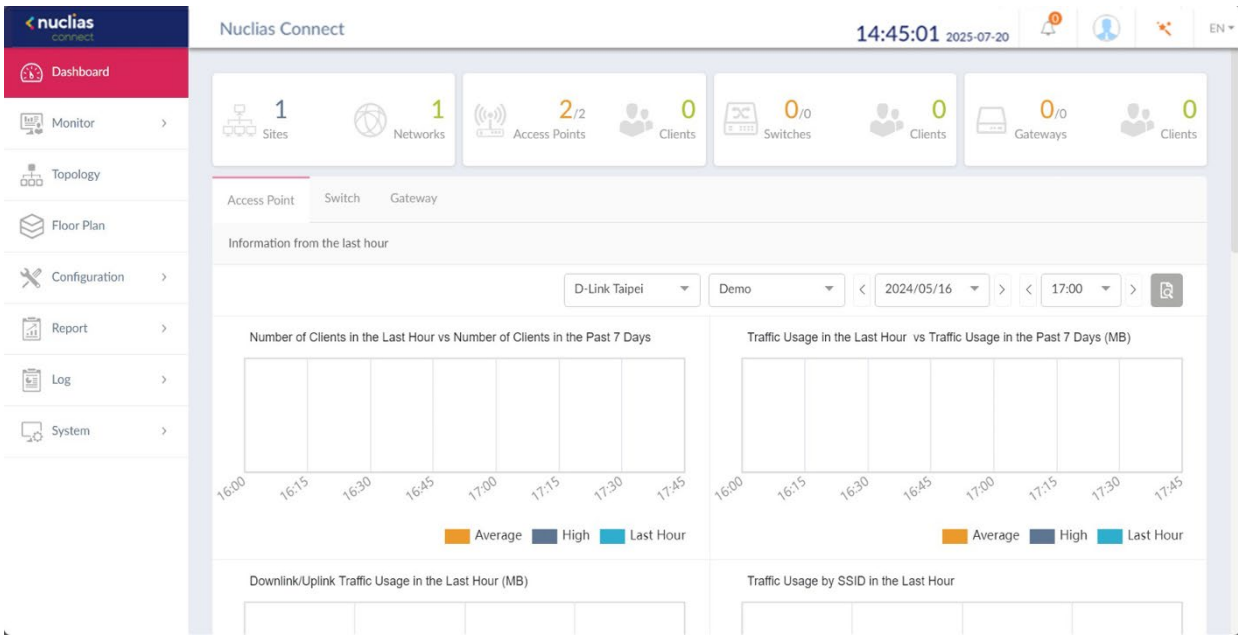 nuclias
connect
Nuclias Connect
14:45:01 2025-07-20
0
EN
Dashboard
Monitor
Topology
Floor Plan
Configuration
Report
Log
System
1
Sites
1
Networks
2/2
Access Points
0
Clients
0/0
Switches
0
Clients
0/0
Gateways
0
Clients
Access Point Switch Gateway
Information from the last hour
D-Link Taipei Demo < 2024/05/16 > < 17:00 >
Number of Clients in the Last Hour vs Number of Clients in the Past 7 Days
16:00 16:15 16:30 16:45 17:00 17:15 17:30 17:45
Average High Last Hour
Traffic Usage in the Last Hour vs Traffic Usage in the Past 7 Days (MB)
16:00 16:15 16:30 16:45 17:00 17:15 17:30 17:45
Average High Last Hour
Downlink/Uplink Traffic Usage in the Last Hour (MB)
Traffic Usage by SSID in the Last Hour